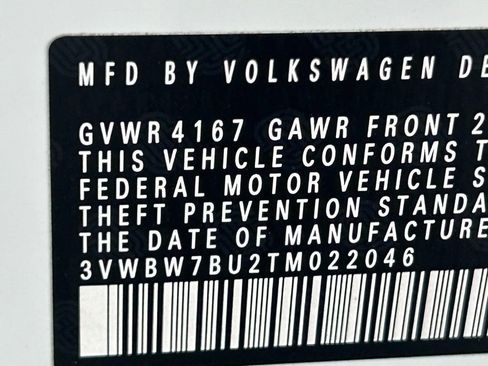 MFD BY VOLKSWAGEN DE
GVWR 4167 GAWR FRONT 2
THIS VEHICLE CONFORMS T
FEDERAL MOTOR VEHICLE S
THEFT PREVENTION STANDA
THE DATE OF MANUFACTURE
3VWBW7BU2TM022046